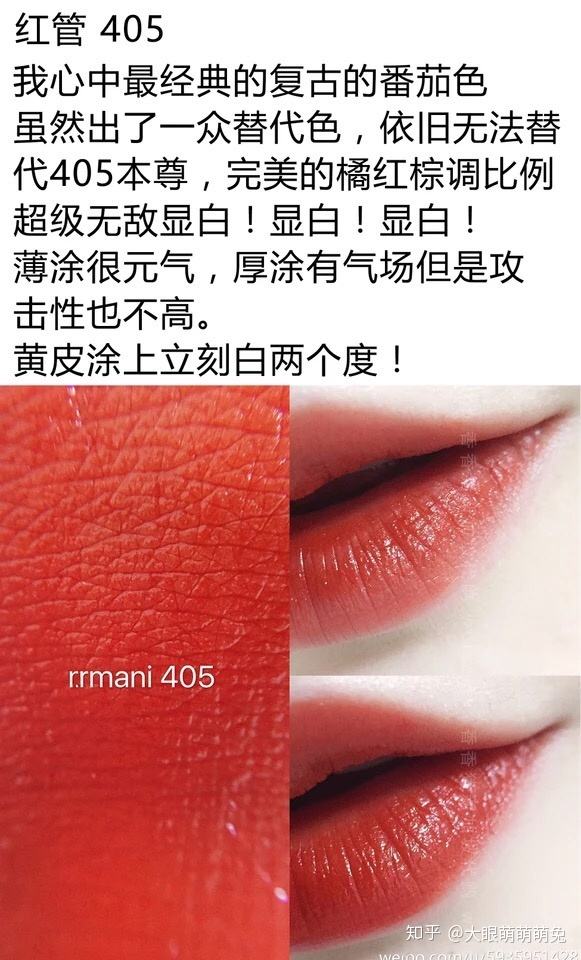 红管 405
我心中最经典的复古的番茄色
虽然出了一众替代色，依旧无法替
代405本尊，完美的橘红棕调比例
超级无敌显白！显白！显白！
薄涂很元气，厚涂有气场但是攻
击性也不高。
黄皮涂上立刻白两个度！
r.rmani 405
知乎 @大眼萌萌萌兔